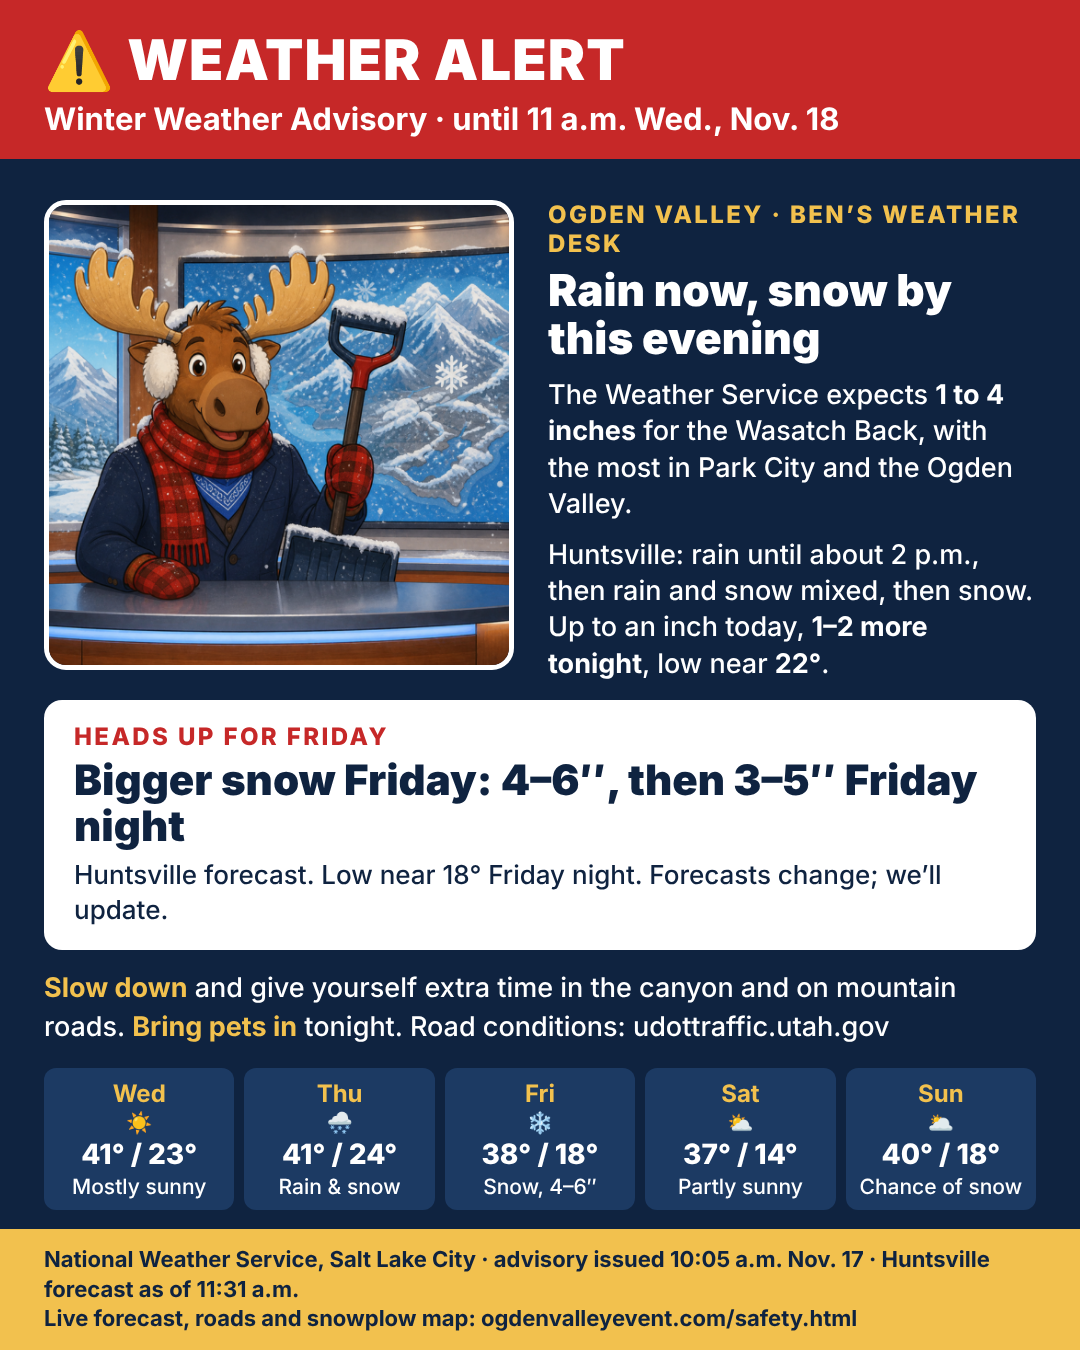 ⚠️ WEATHER ALERT
Winter Weather Advisory · until 11 a.m. Wed., Nov. 18
OGDEN VALLEY · BEN’S WEATHER
DESK
Rain now, snow by
this evening
The Weather Service expects 1 to 4
inches for the Wasatch Back, with
the most in Park City and the Ogden
Valley.
Huntsville: rain until about 2 p.m.,
then rain and snow mixed, then snow.
Up to an inch today, 1–2 more
tonight, low near 22°.
HEADS UP FOR FRIDAY
Bigger snow Friday: 4–6″, then 3–5″ Friday
night
Huntsville forecast. Low near 18° Friday night. Forecasts change; we’ll
update.
Slow down and give yourself extra time in the canyon and on mountain
roads. Bring pets in tonight. Road conditions: udottraffic.utah.gov
Wed
41° / 23°
Mostly sunny
Thu
41° / 24°
Rain & snow
Fri
38° / 18°
Snow, 4–6″
Sat
37° / 14°
Partly sunny
Sun
40° / 18°
Chance of snow
National Weather Service, Salt Lake City · advisory issued 10:05 a.m. Nov. 17 · Huntsville
forecast as of 11:31 a.m.
Live forecast, roads and snowplow map: ogdenvalleyevent.com/safety.html